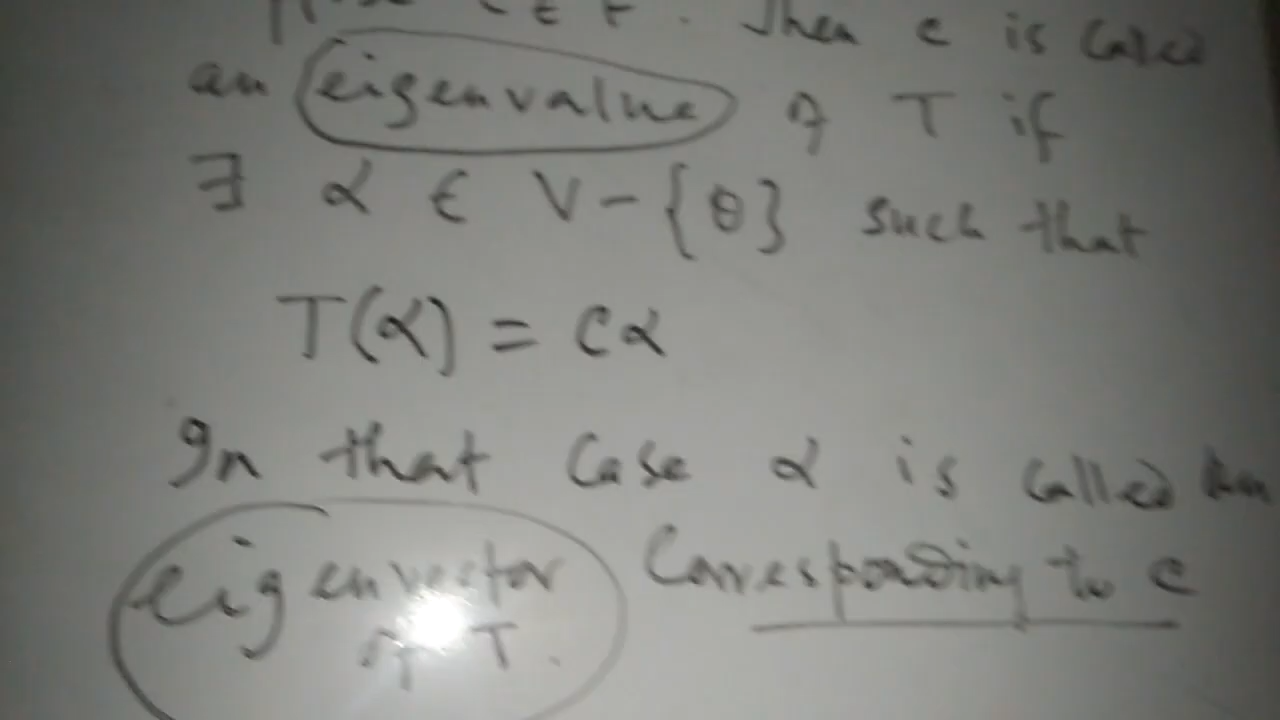 ∈ F. Then c is called
an eigenvalue of T if
∃ α ∈ V-{θ} such that
T(α) = cα
In that case α is called an
eigenvector corresponding to c
of T.